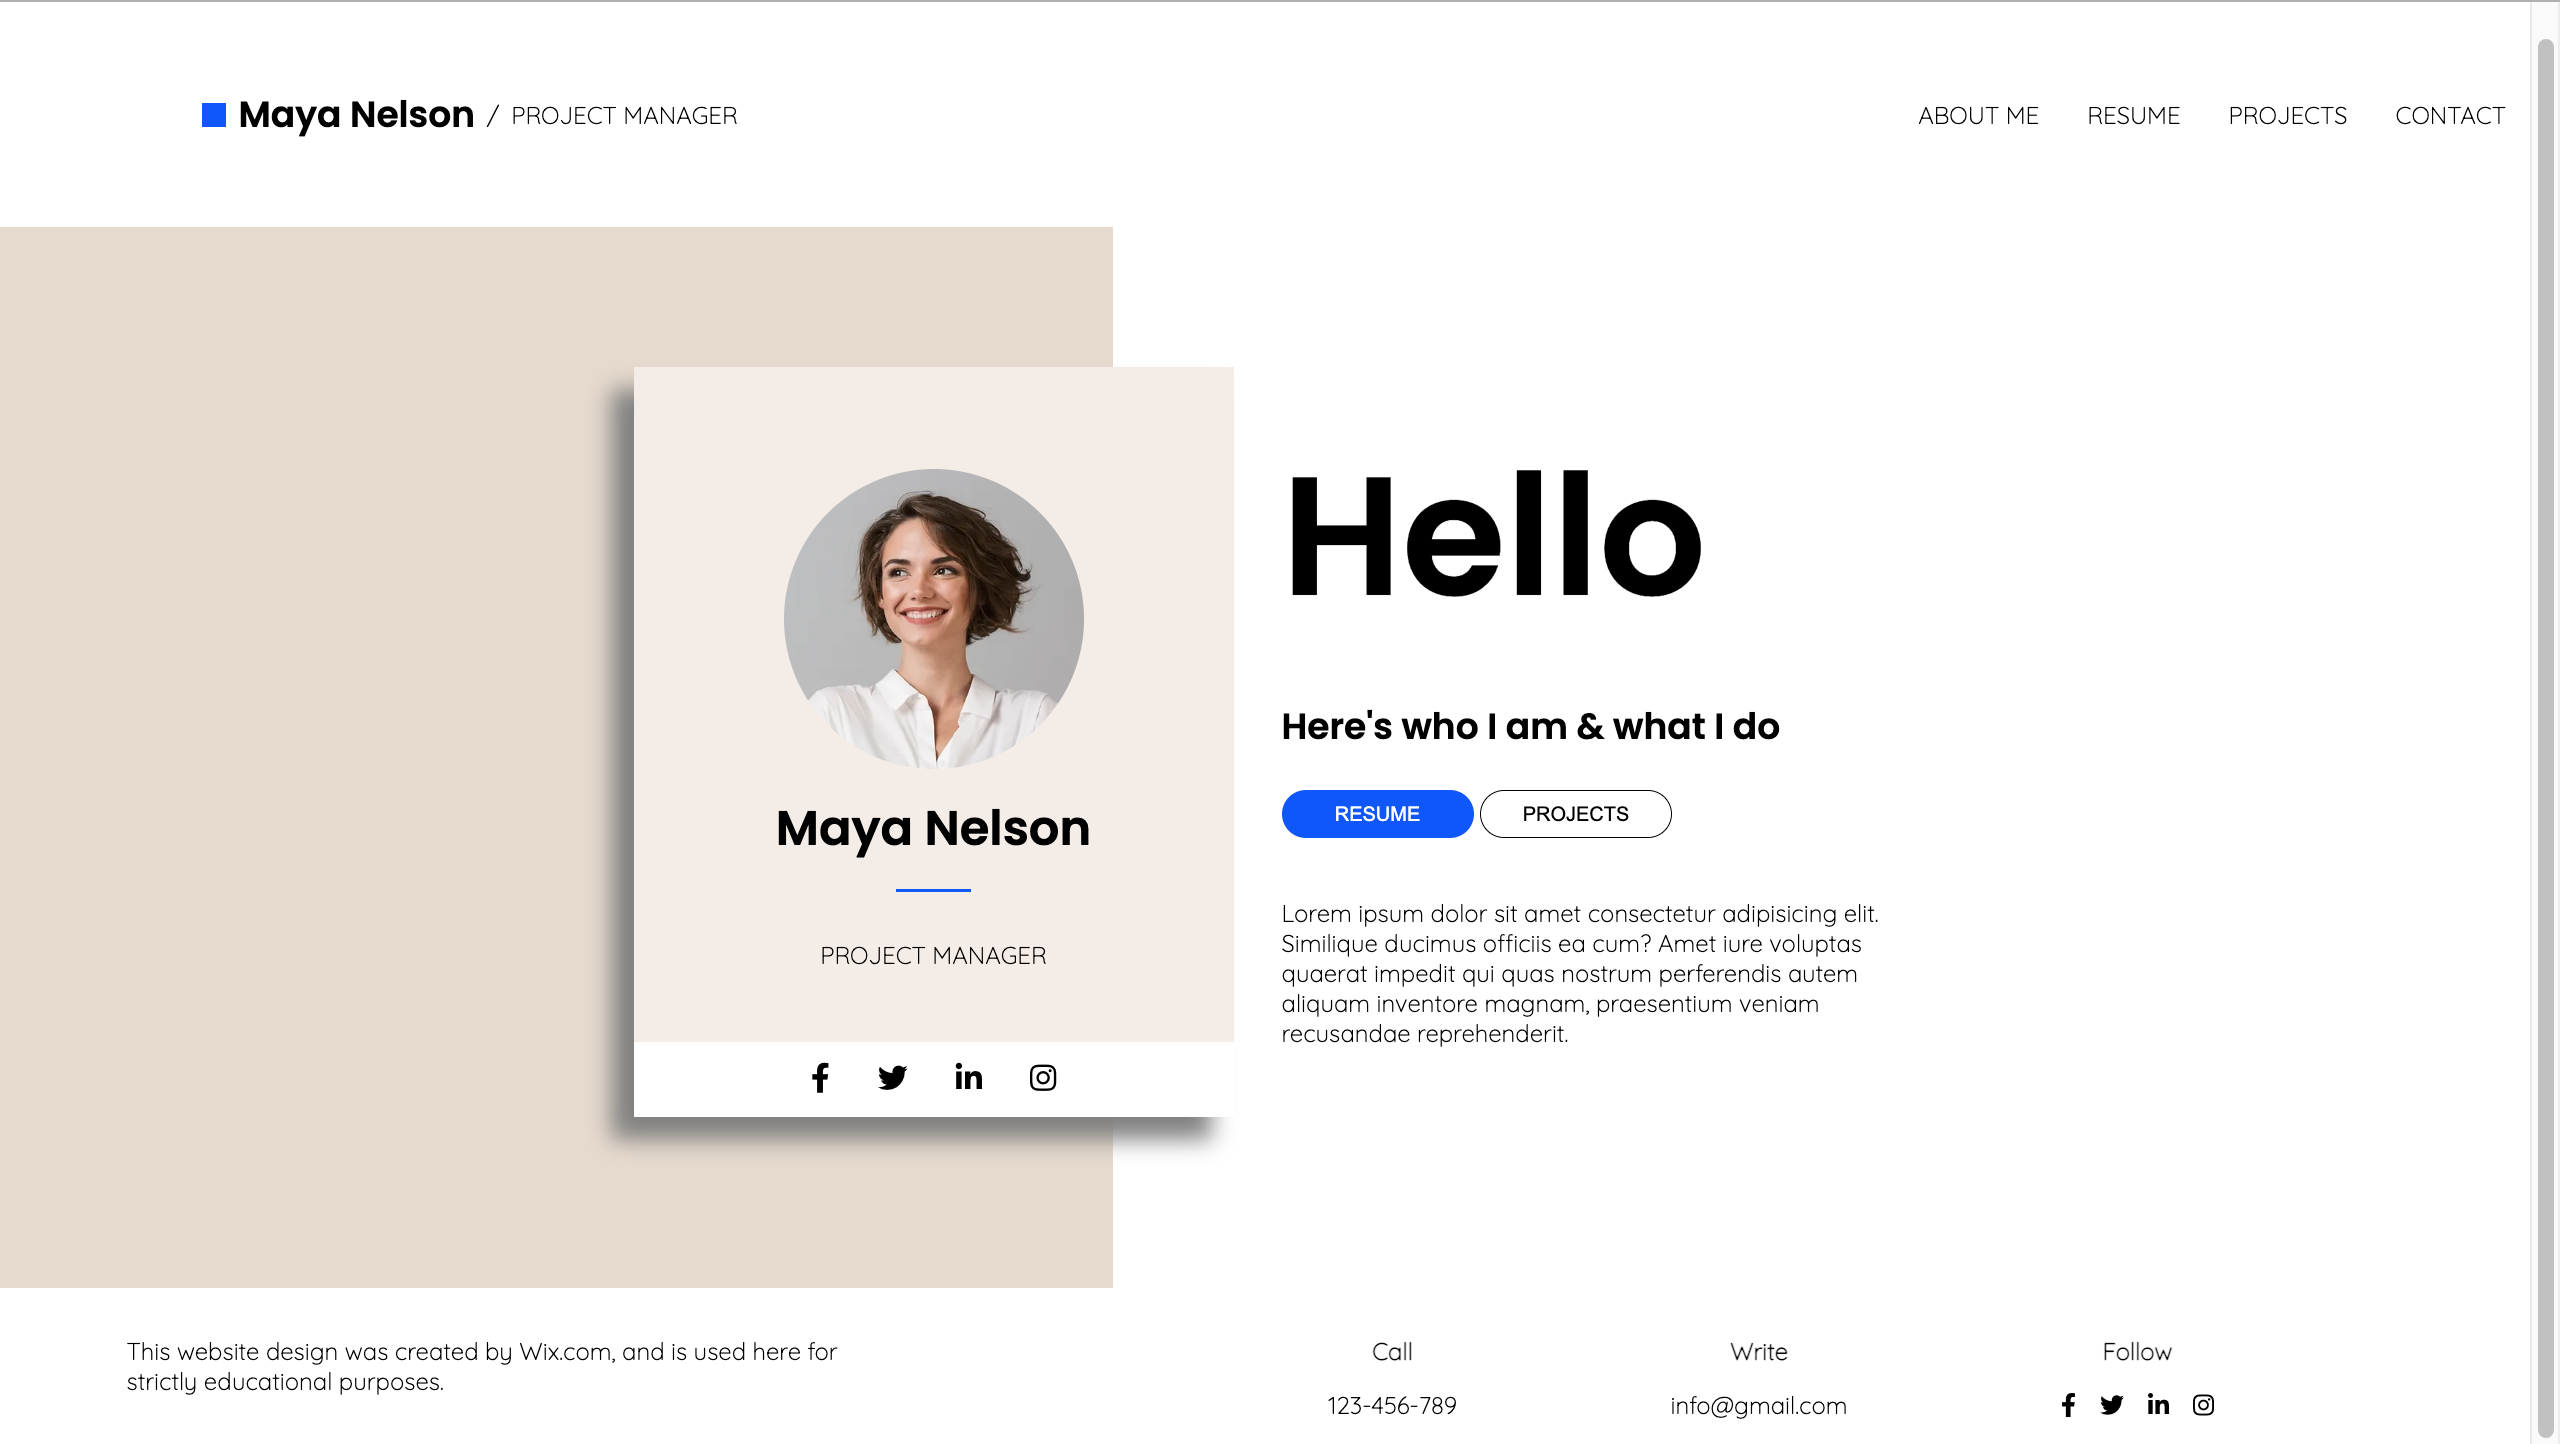 Maya Nelson / PROJECT MANAGER
ABOUT ME RESUME PROJECTS CONTACT
Maya Nelson
PROJECT MANAGER
Hello
Here's who I am & what I do
RESUME PROJECTS
Lorem ipsum dolor sit amet consectetur adipisicing elit.
Similique ducimus officiis ea cum? Amet iure voluptas
quaerat impedit qui quas nostrum perferendis autem
aliquam inventore magnam, praesentium veniam
recusandae reprehenderit.
This website design was created by Wix.com, and is used here for
strictly educational purposes.
Call
123-456-789
Write
info@gmail.com
Follow